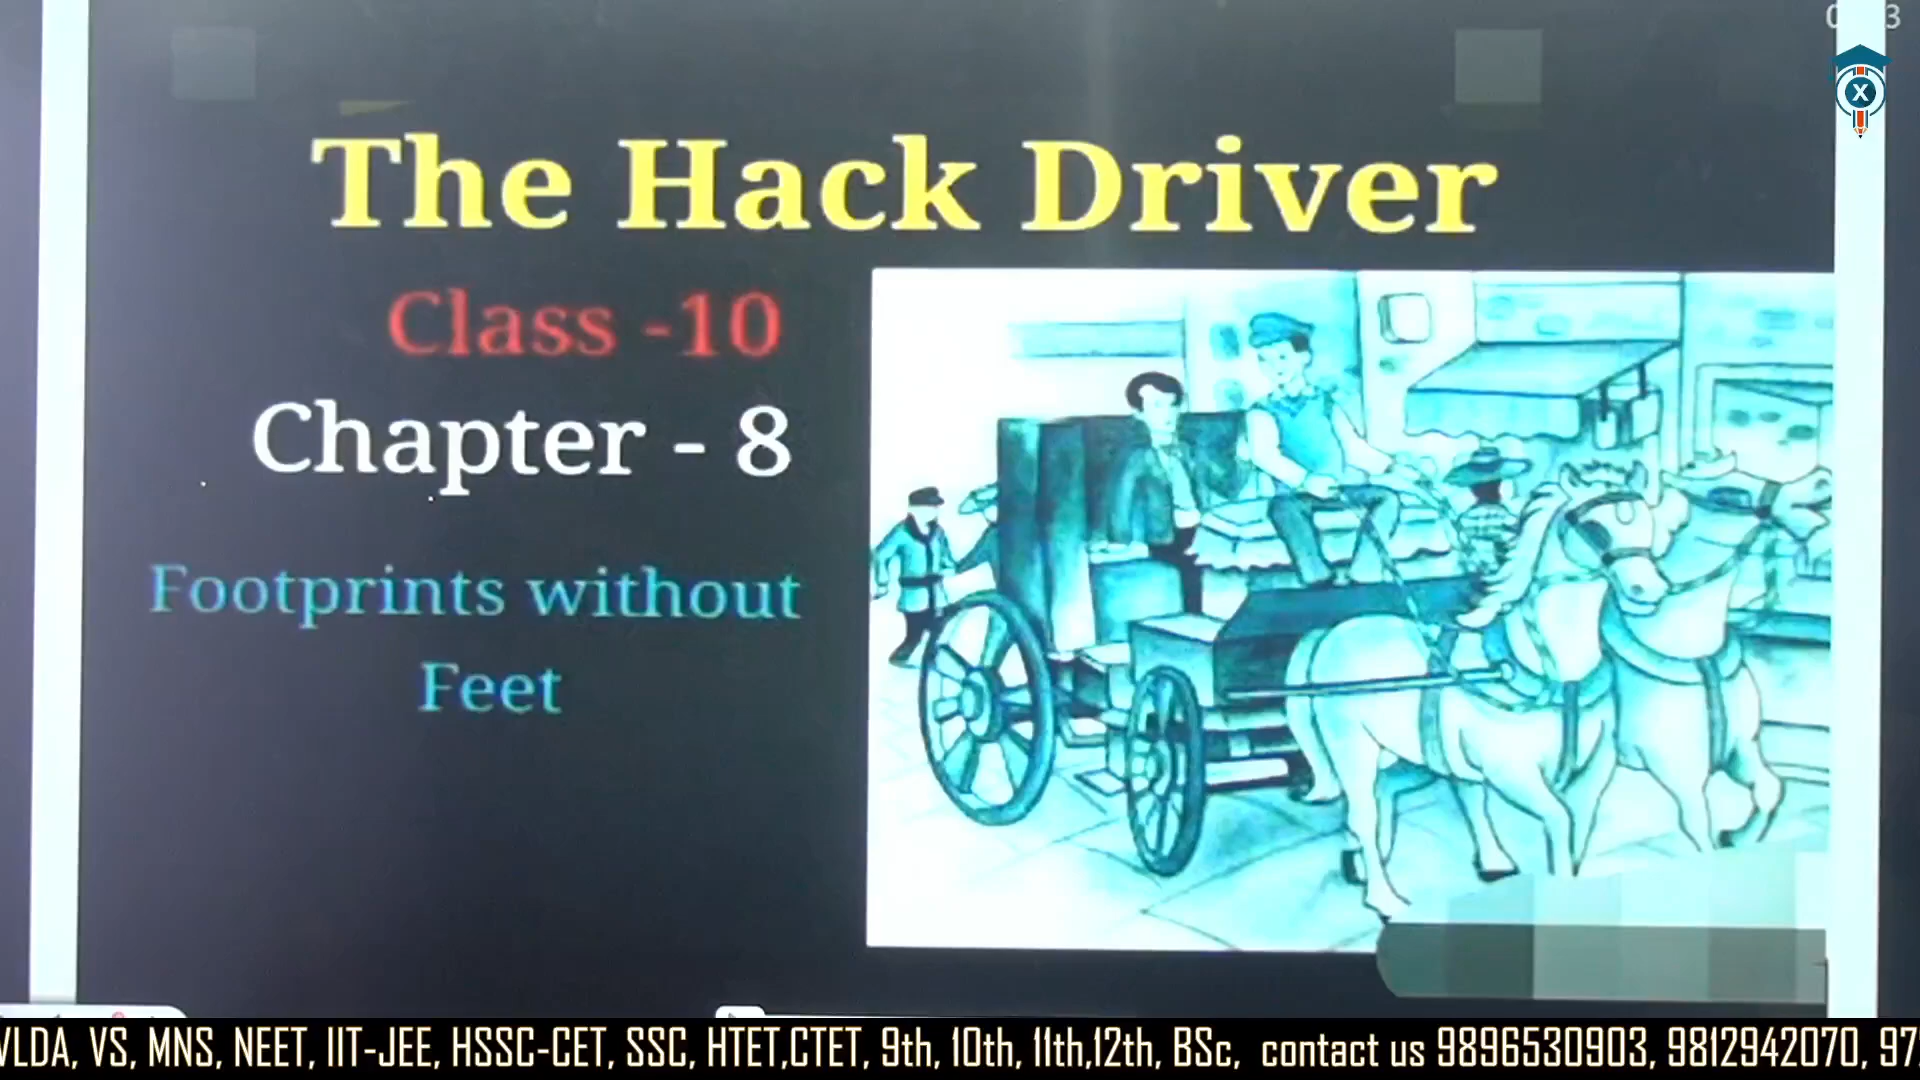 The Hack Driver
Class -10
Chapter - 8
Footprints without
Feet
X
VLDA, VS, MNS, NEET, IIT-JEE, HSSC-CET, SSC, HTET,CTET, 9th, 10th, 11th,12th, BSc, contact us 9896530903, 9812942070, 97